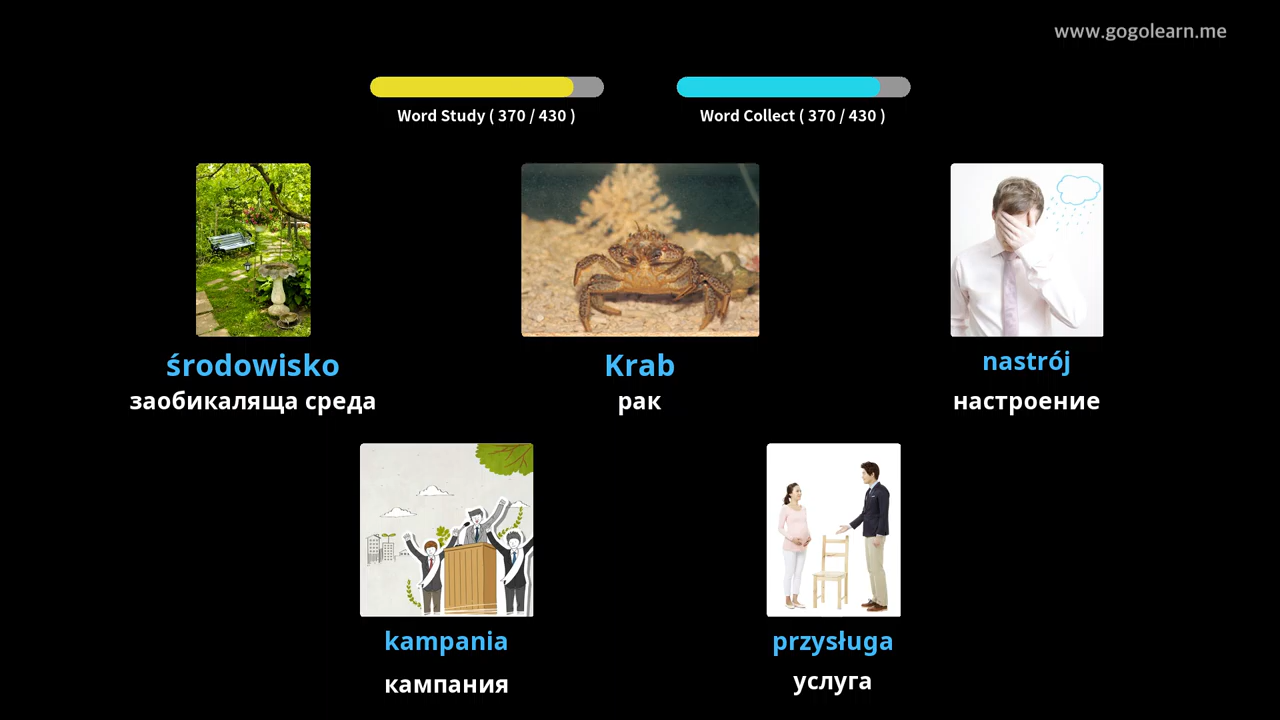 www.gogolearn.me
Word Study ( 370 / 430 )
Word Collect ( 370 / 430 )
środowisko
заобикаляща среда
Krab
рак
nastrój
настроение
kampania
кампания
przysługa
услуга